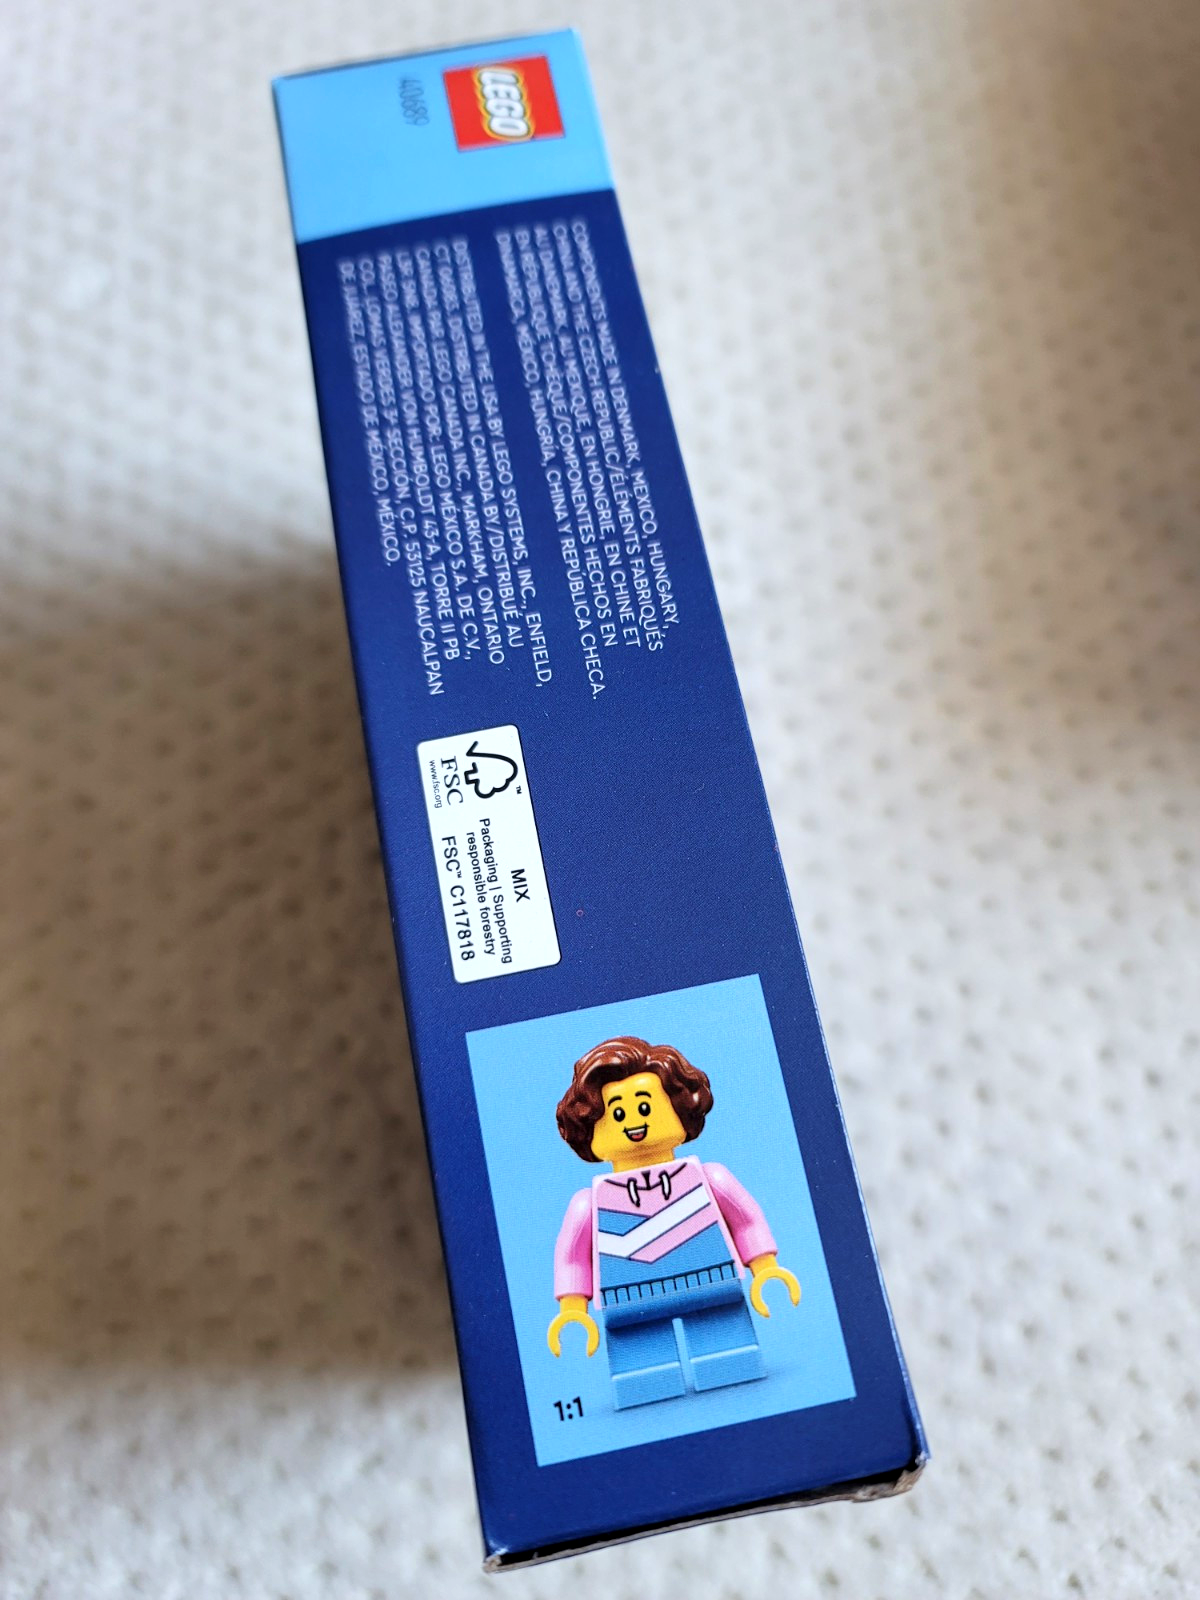 LEGO
40689
COMPONENTS MADE IN DENMARK, MEXICO, HUNGARY,
CHINA AND THE CZECH REPUBLIC/ÉLÉMENTS FABRIQUÉS
AU DANEMARK, AU MEXIQUE, EN HONGRIE, EN CHINE ET
EN RÉPUBLIQUE TCHÈQUE/COMPONENTES HECHOS EN
DINAMARCA, MÉXICO, HUNGRÍA, CHINA Y REPÚBLICA CHECA.
DISTRIBUTED IN THE USA BY LEGO SYSTEMS, INC., ENFIELD,
CT 06082. DISTRIBUTED IN CANADA BY/DISTRIBUÉ AU
CANADA PAR LEGO CANADA INC., MARKHAM, ONTARIO
IMPORTADO POR: LEGO MÉXICO S.A. DE C.V.,
PASEO ALEXANDER VON HUMBOLDT 43-A, TORRE II PB
COL. LOMAS VERDES 3ª SECCIÓN, C.P. 53125 NAUCALPAN
DE JUÁREZ, ESTADO DE MÉXICO, MÉXICO.
FSC
www.fsc.org
MIX
Packaging | Supporting
responsible forestry
FSC™ C117818
1:1